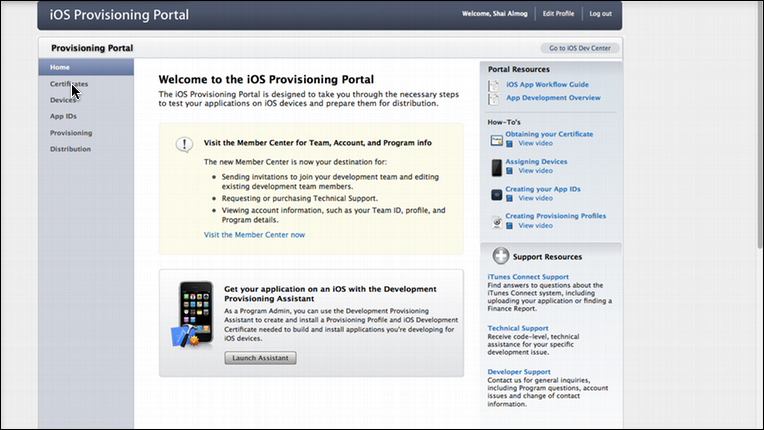 iOS Provisioning Portal
Welcome, Shai Almog
Edit Profile
Log out
Provisioning Portal
Go to iOS Dev Center
Home
Certificates
Devices
App IDs
Provisioning
Distribution
Welcome to the iOS Provisioning Portal
The iOS Provisioning Portal is designed to take you through the necessary steps
to test your applications on iOS devices and prepare them for distribution.
Visit the Member Center for Team, Account, and Program info
The new Member Center is now your destination for:
Sending invitations to join your development team and editing
existing development team members.
Requesting or purchasing Technical Support.
Viewing account information, such as your Team ID, profile, and
Program details.
Visit the Member Center now
Get your application on an iOS with the Development
Provisioning Assistant
As a Program Admin, you can use the Development Provisioning
Assistant to create and install a Provisioning Profile and iOS Development
Certificate needed to build and install applications you're developing for
iOS devices.
Launch Assistant
Portal Resources
iOS App Workflow Guide
App Development Overview
How-To's
Obtaining your Certificate
View video
Assigning Devices
View video
Creating your App IDs
View video
Creating Provisioning Profiles
View video
Support Resources
iTunes Connect Support
Find answers to questions about the
iTunes Connect system, including
uploading your application or finding a
Finance Report.
Technical Support
Receive code-level, technical
assistance for your specific
development issue.
Developer Support
Contact us for general inquiries,
including Program questions, account
issues and change of contact
information.